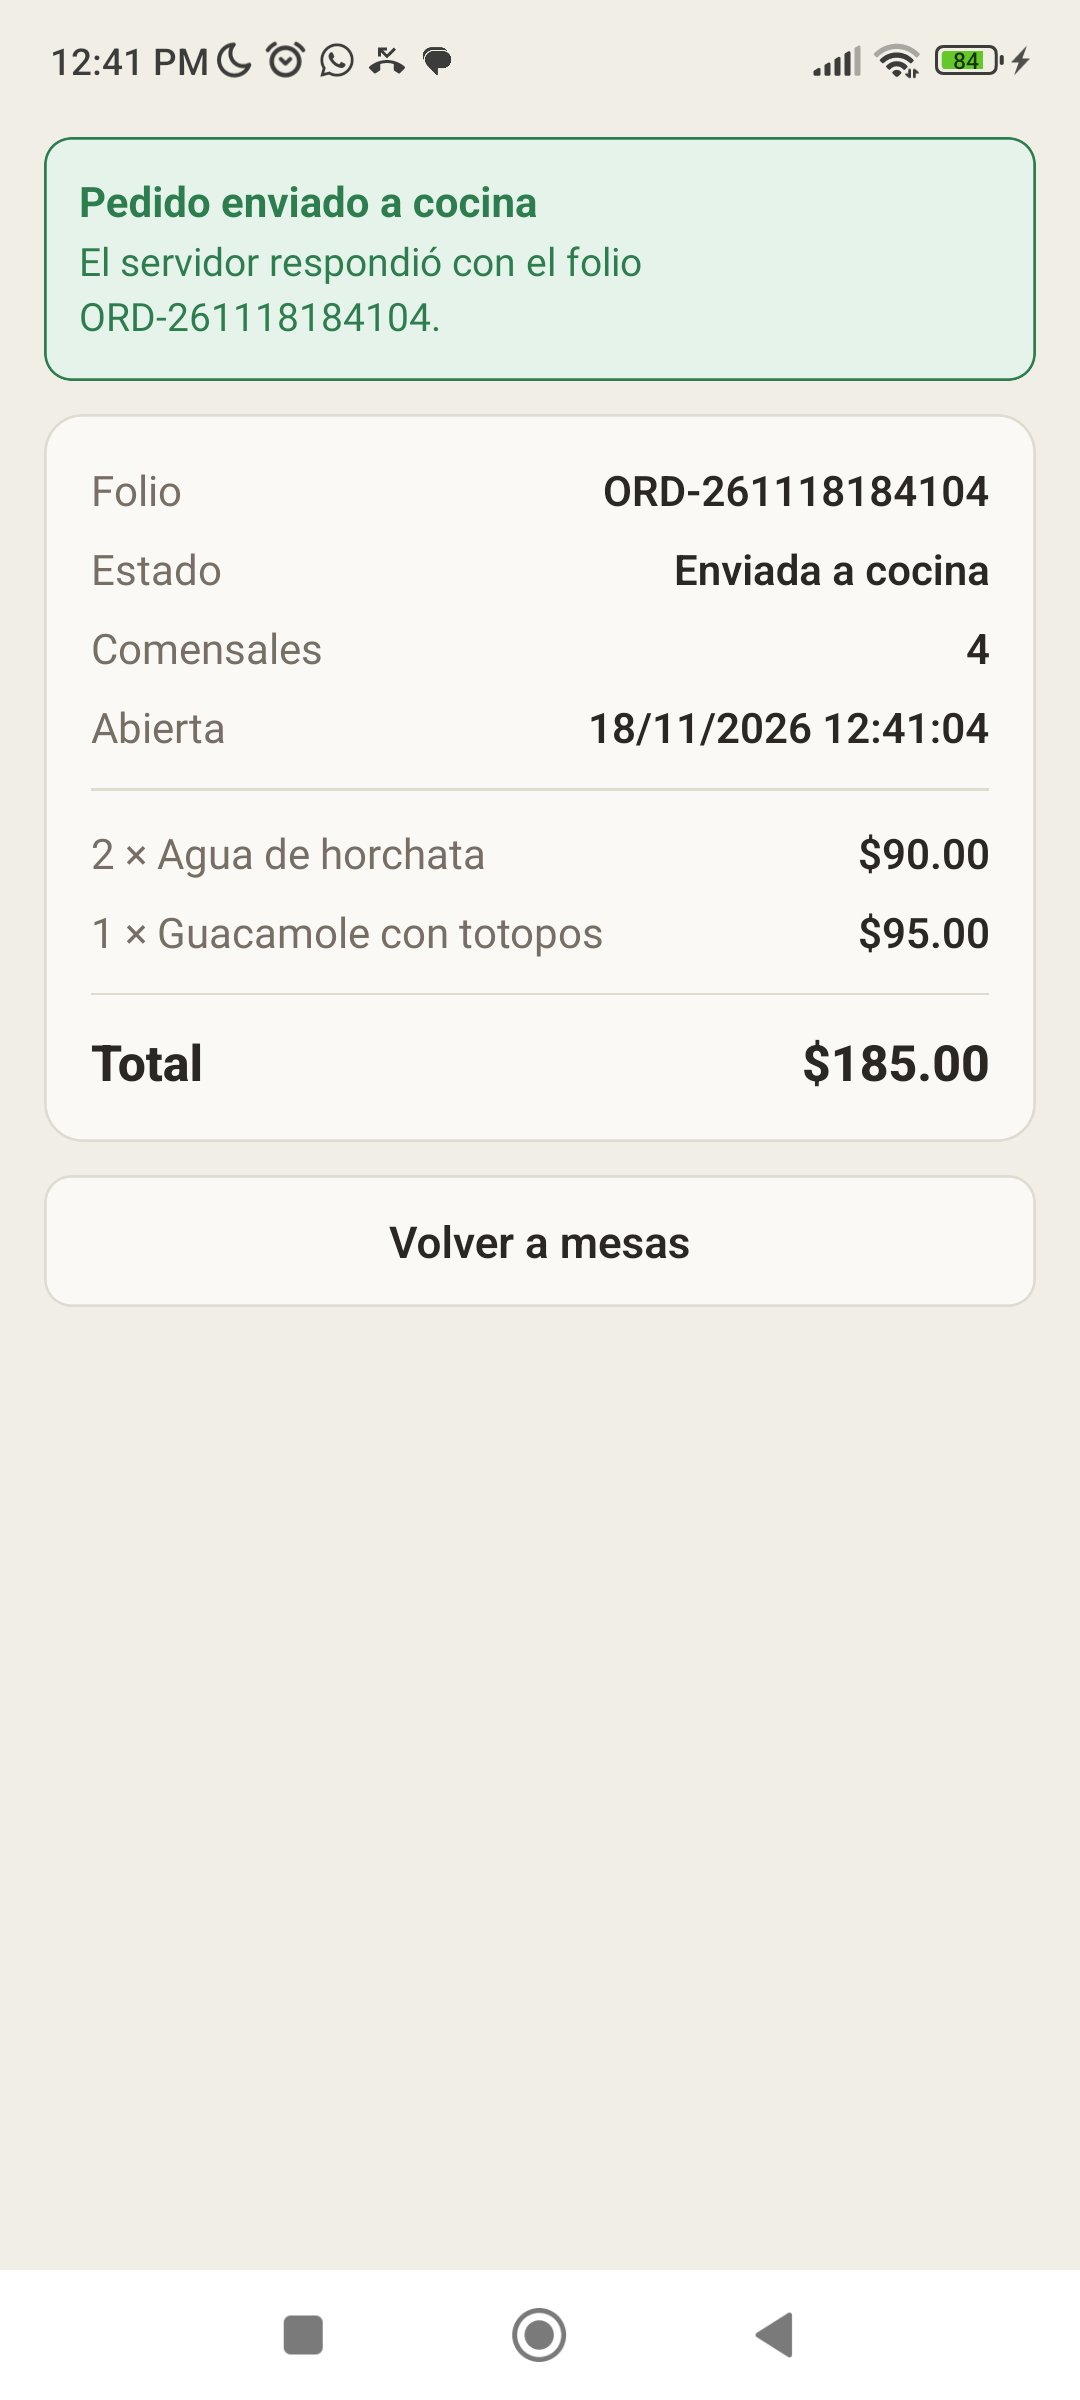 12:41 PM
84
Pedido enviado a cocina
El servidor respondió con el folio
ORD-261118184104.
Folio ORD-261118184104
Estado Enviada a cocina
Comensales 4
Abierta 18/11/2026 12:41:04
2 × Agua de horchata $90.00
1 × Guacamole con totopos $95.00
Total $185.00
Volver a mesas